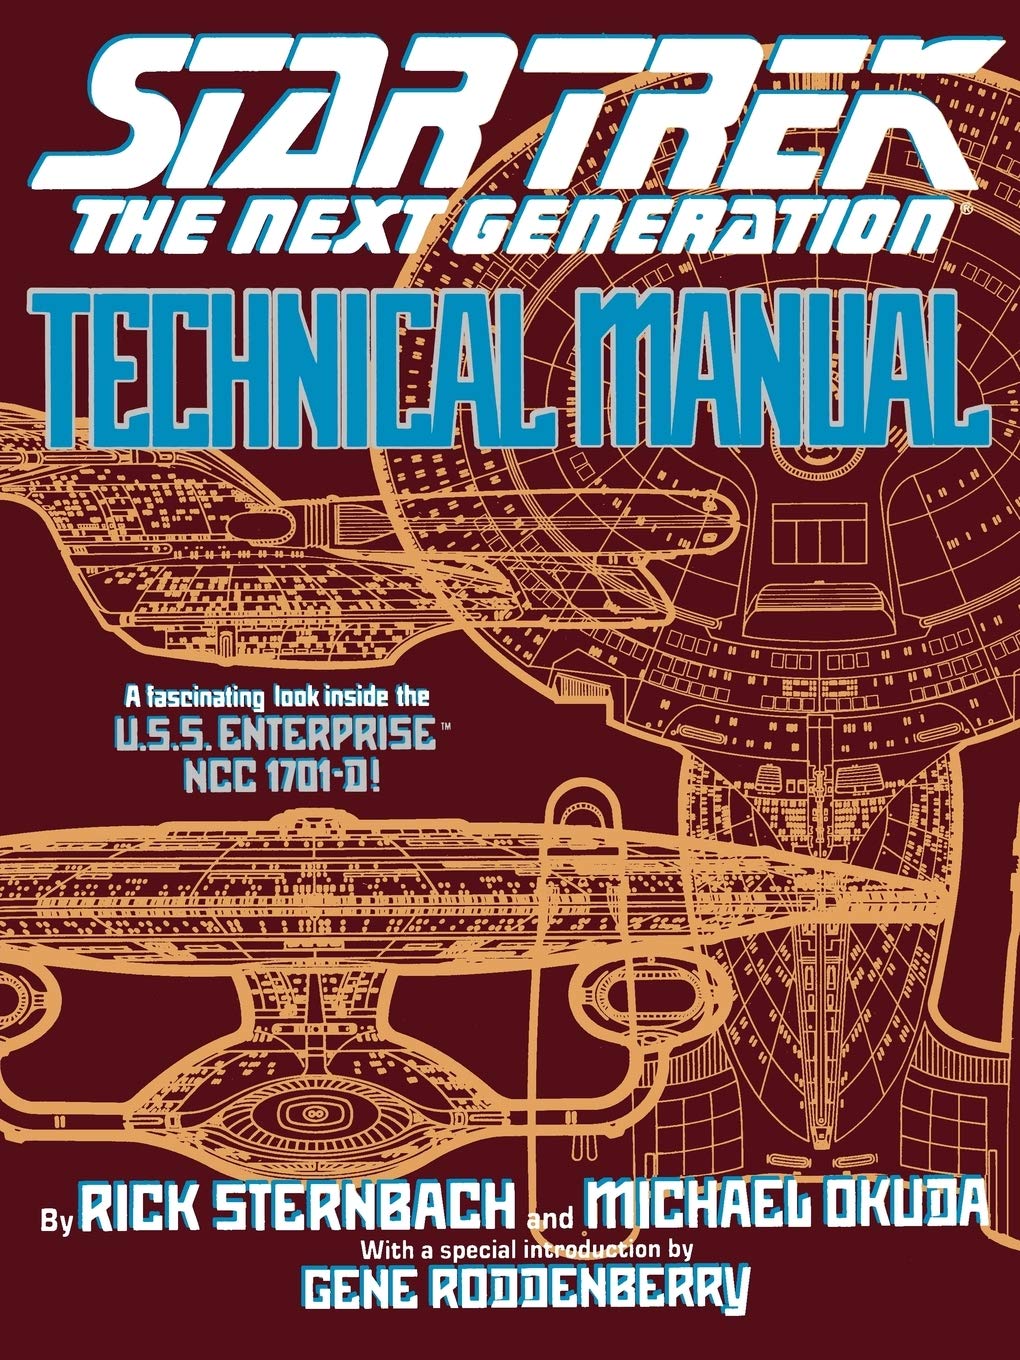 STAR TREK
THE NEXT GENERATION®
TECHNICAL MANUAL
A fascinating look inside the
U.S.S. ENTERPRISE™
NCC 1701-D!
By RICK STERNBACH and MICHAEL OKUDA
With a special introduction by
GENE RODDENBERRY